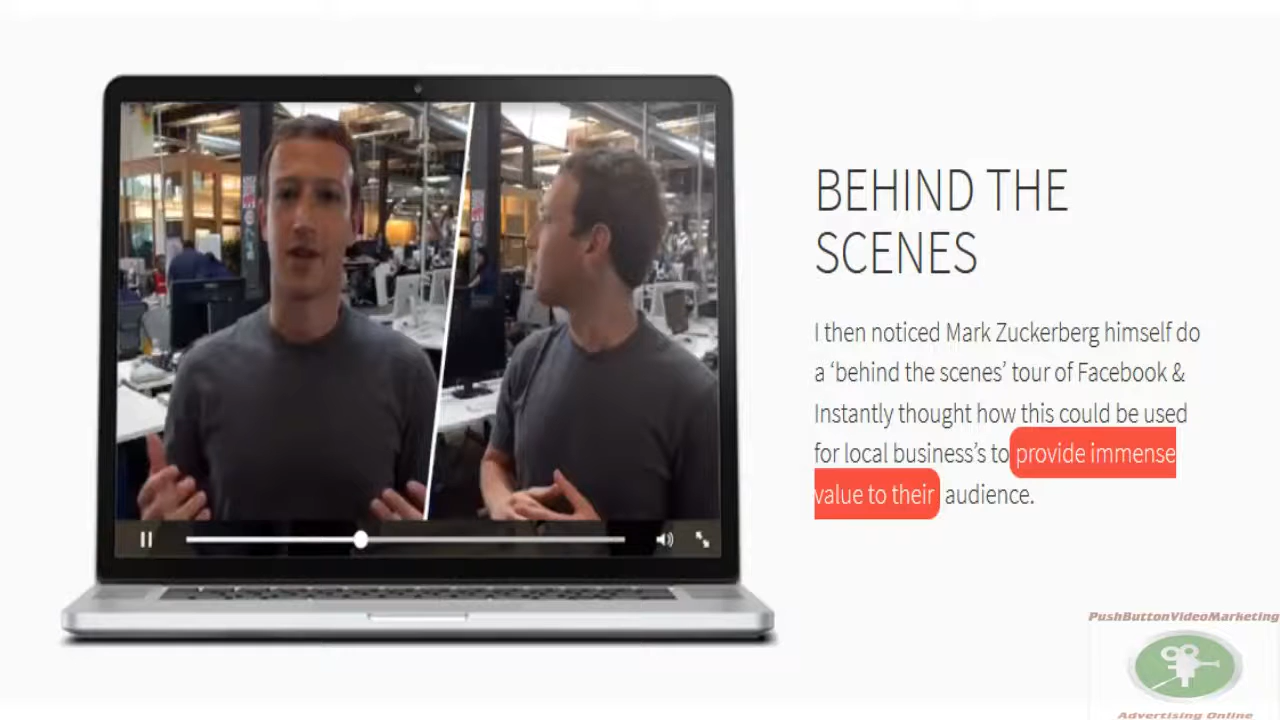 BEHIND THE
SCENES
I then noticed Mark Zuckerberg himself do
a ‘behind the scenes’ tour of Facebook &
Instantly thought how this could be used
for local business’s to provide immense
value to their audience.
PushButtonVideoMarketing
Advertising Online